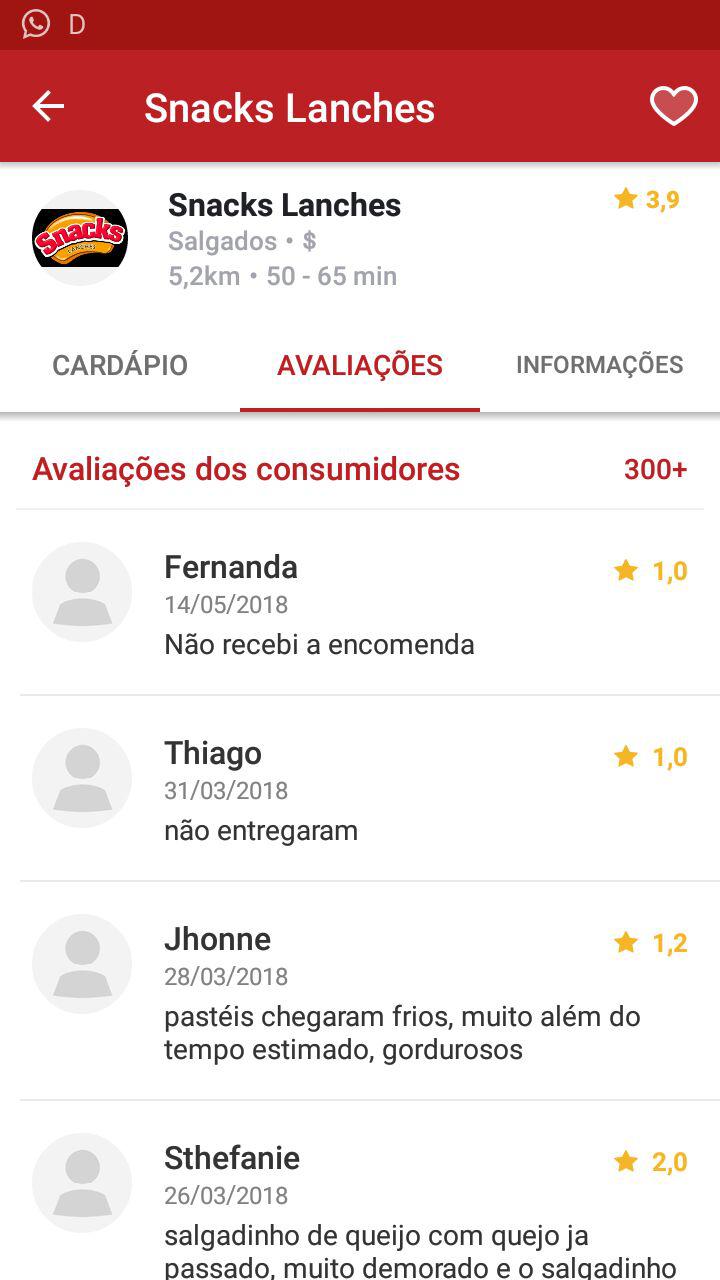 D
Snacks Lanches
Snacks
LANCHES
Snacks Lanches
3,9
Salgados • $
5,2km • 50 - 65 min
CARDÁPIO
AVALIAÇÕES
INFORMAÇÕES
Avaliações dos consumidores
300+
Fernanda
1,0
14/05/2018
Não recebi a encomenda
Thiago
1,0
31/03/2018
não entregaram
Jhonne
1,2
28/03/2018
pastéis chegaram frios, muito além do
tempo estimado, gordurosos
Sthefanie
2,0
26/03/2018
salgadinho de queijo com quejo ja
passado, muito demorado e o salgadinho